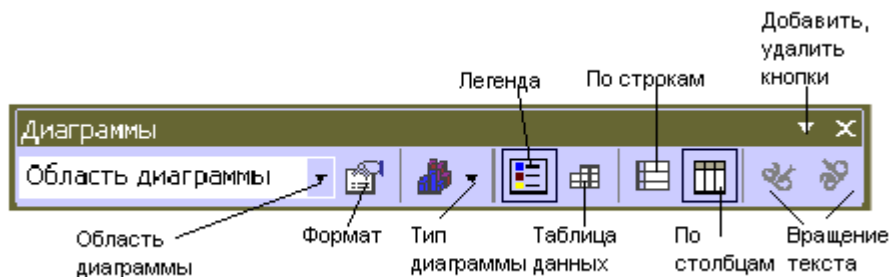 Добавить,
удалить
кнопки
Легенда
По строкам
Диаграммы
Область диаграммы
Область
диаграммы
Формат
Тип
диаграммы
Таблица
данных
По
столбцам
Вращение
текста